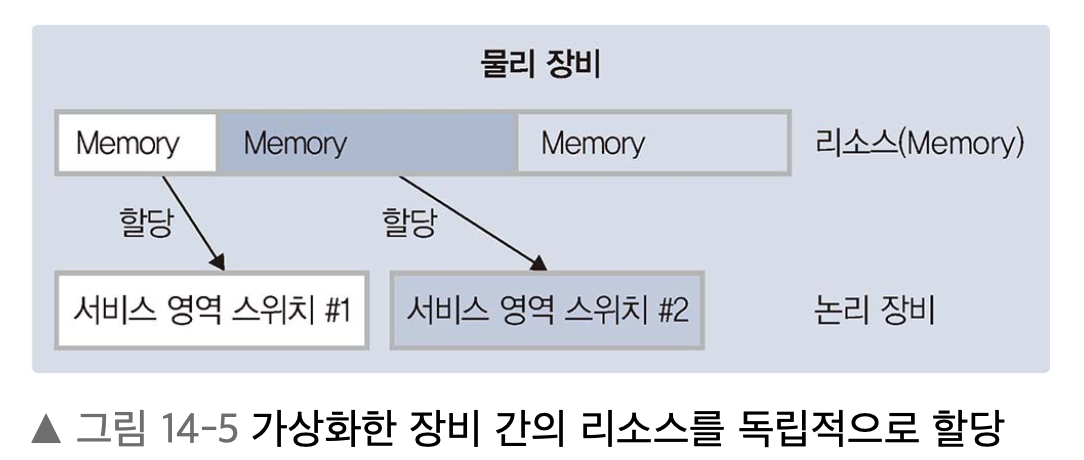 물리 장비
Memory Memory Memory 리소스(Memory)
할당 할당
서비스 영역 스위치 #1 서비스 영역 스위치 #2 논리 장비
▲ 그림 14-5 가상화한 장비 간의 리소스를 독립적으로 할당